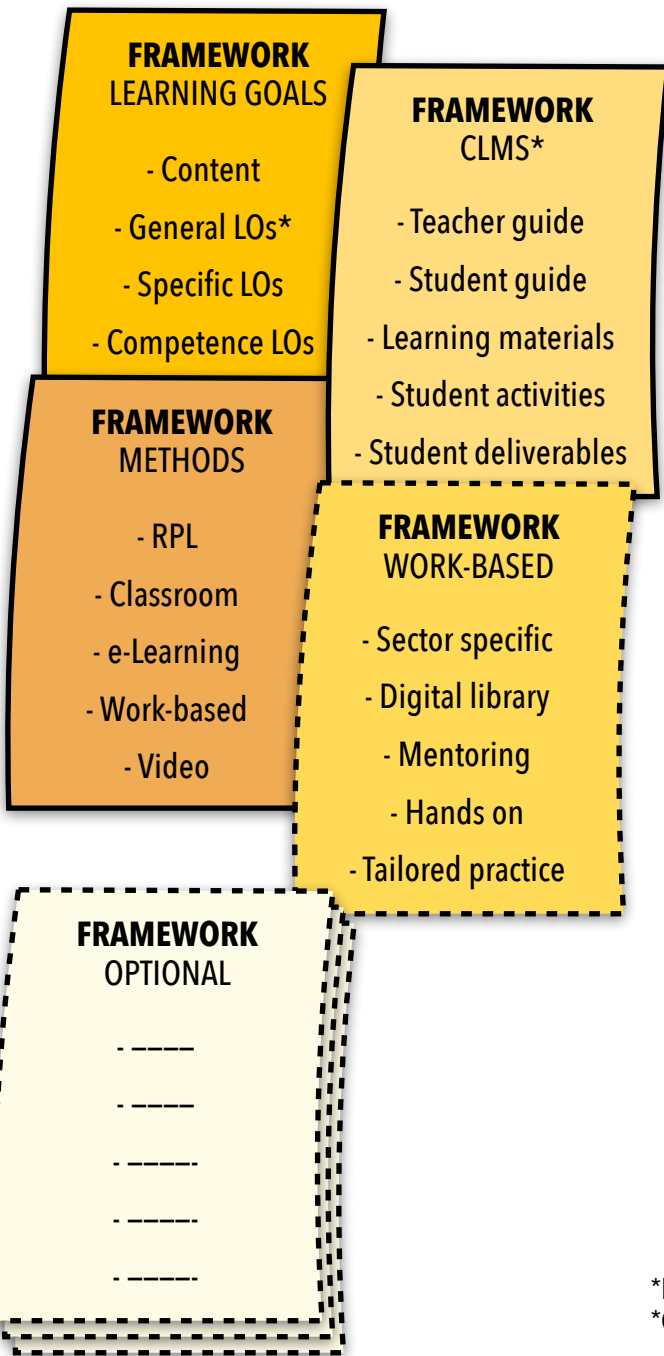 FRAMEWORK
LEARNING GOALS
- Content
- General LOs*
- Specific LOs
- Competence LOs
FRAMEWORK
CLMS*
- Teacher guide
- Student guide
- Learning materials
- Student activities
- Student deliverables
FRAMEWORK
METHODS
- RPL
- Classroom
- e-Learning
- Work-based
- Video
FRAMEWORK
WORK-BASED
- Sector specific
- Digital library
- Mentoring
- Hands on
- Tailored practice
FRAMEWORK
OPTIONAL
- ––––
- ––––
- ––––-
- ––––-
- ––––-